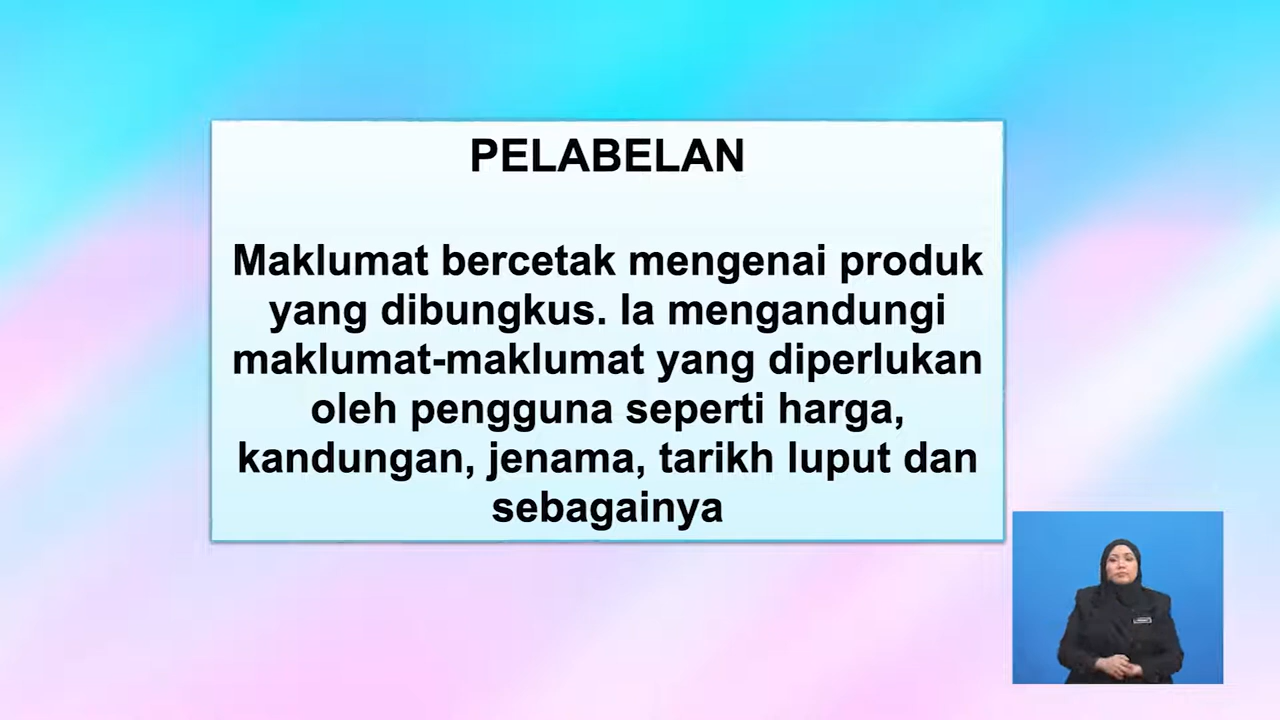 PELABELAN
Maklumat bercetak mengenai produk
yang dibungkus. Ia mengandungi
maklumat-maklumat yang diperlukan
oleh pengguna seperti harga,
kandungan, jenama, tarikh luput dan
sebagainya